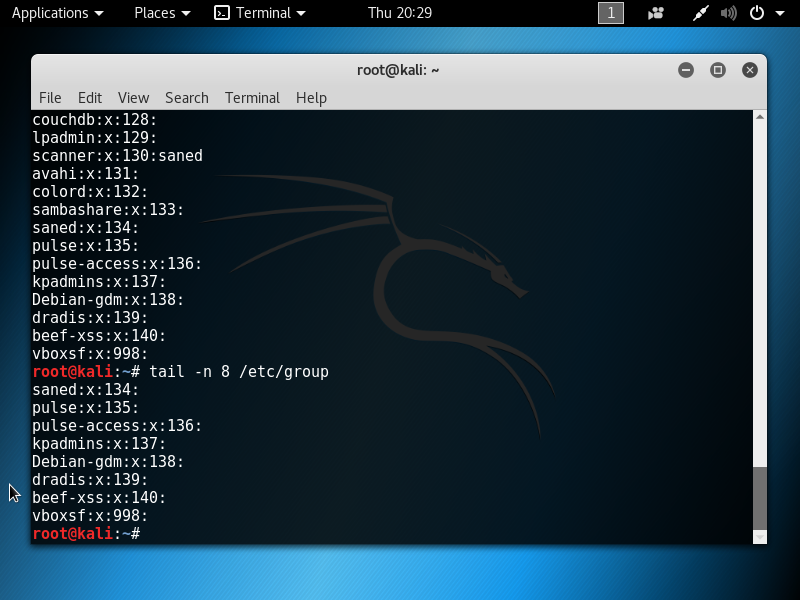 Applications Places Terminal Thu 20:29 1
root@kali: ~
File Edit View Search Terminal Help
couchdb:x:128:
lpadmin:x:129:
scanner:x:130:saned
avahi:x:131:
colord:x:132:
sambashare:x:133:
saned:x:134:
pulse:x:135:
pulse-access:x:136:
kpadmins:x:137:
Debian-gdm:x:138:
dradis:x:139:
beef-xss:x:140:
vboxsf:x:998:
root@kali:~# tail -n 8 /etc/group
saned:x:134:
pulse:x:135:
pulse-access:x:136:
kpadmins:x:137:
Debian-gdm:x:138:
dradis:x:139:
beef-xss:x:140:
vboxsf:x:998:
root@kali:~#